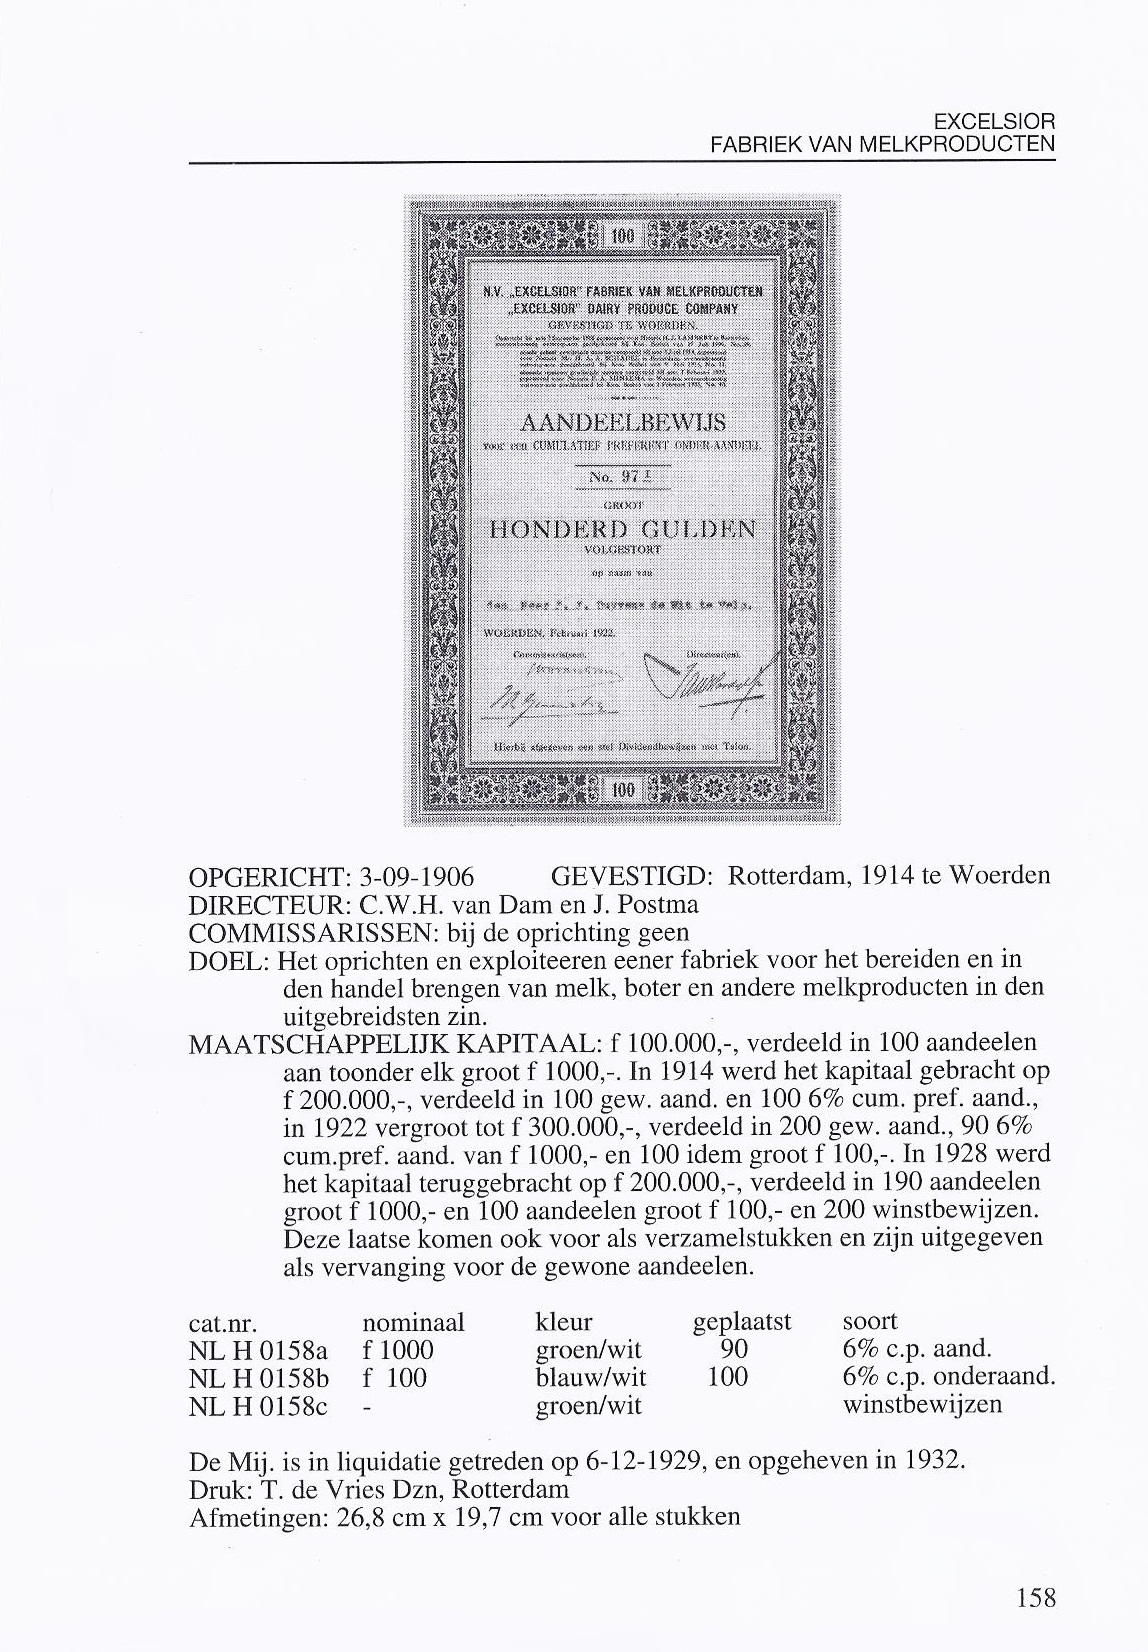 EXCELSIOR
FABRIEK VAN MELKPRODUCTEN
100
N.V. „EXCELSIOR" FABRIEK VAN MELKPRODUCTEN
„EXCELSIOR" DAIRY PRODUCE COMPANY
GEVESTIGD TE WOERDEN.
AANDEELBEWIJS
voor een CUMULATIEF PREFERENT ONDER-AANDEEL
No. 97
GROOT
HONDERD GULDEN
VOLGESTORT
op naam van
WOERDEN, Februari 1922.
Commissarissen. Directeur(en).
Hierbij afgegeven een stel Dividendbewijzen met Talon.
100
OPGERICHT: 3-09-1906 GEVESTIGD: Rotterdam, 1914 te Woerden
DIRECTEUR: C.W.H. van Dam en J. Postma
COMMISSARISSEN: bij de oprichting geen
DOEL: Het oprichten en exploiteeren eener fabriek voor het bereiden en in
den handel brengen van melk, boter en andere melkproducten in den
uitgebreidsten zin.
MAATSCHAPPELIJK KAPITAAL: f 100.000,-, verdeeld in 100 aandeelen
aan toonder elk groot f 1000,-. In 1914 werd het kapitaal gebracht op
f 200.000,-, verdeeld in 100 gew. aand. en 100 6% cum. pref. aand.,
in 1922 vergroot tot f 300.000,-, verdeeld in 200 gew. aand., 90 6%
cum.pref. aand. van f 1000,- en 100 idem groot f 100,-. In 1928 werd
het kapitaal teruggebracht op f 200.000,-, verdeeld in 190 aandeelen
groot f 1000,- en 100 aandeelen groot f 100,- en 200 winstbewijzen.
Deze laatse komen ook voor als verzamelstukken en zijn uitgegeven
als vervanging voor de gewone aandeelen.
cat.nr. nominaal kleur geplaatst soort
NL H 0158a f 1000 groen/wit 90 6% c.p. aand.
NL H 0158b f 100 blauw/wit 100 6% c.p. onderaand.
NL H 0158c - groen/wit winstbewijzen
De Mij. is in liquidatie getreden op 6-12-1929, en opgeheven in 1932.
Druk: T. de Vries Dzn, Rotterdam
Afmetingen: 26,8 cm x 19,7 cm voor alle stukken
158